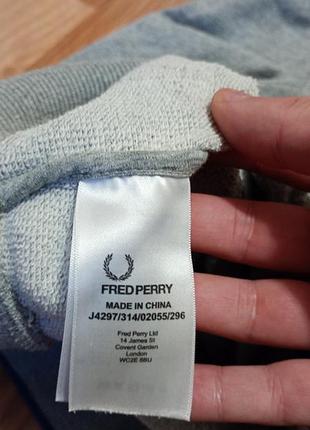 FRED PERRY
MADE IN CHINA
J4297/314/02055/296
Fred Perry Ltd
14 James St
Covent Garden
London
WC2E 8BU